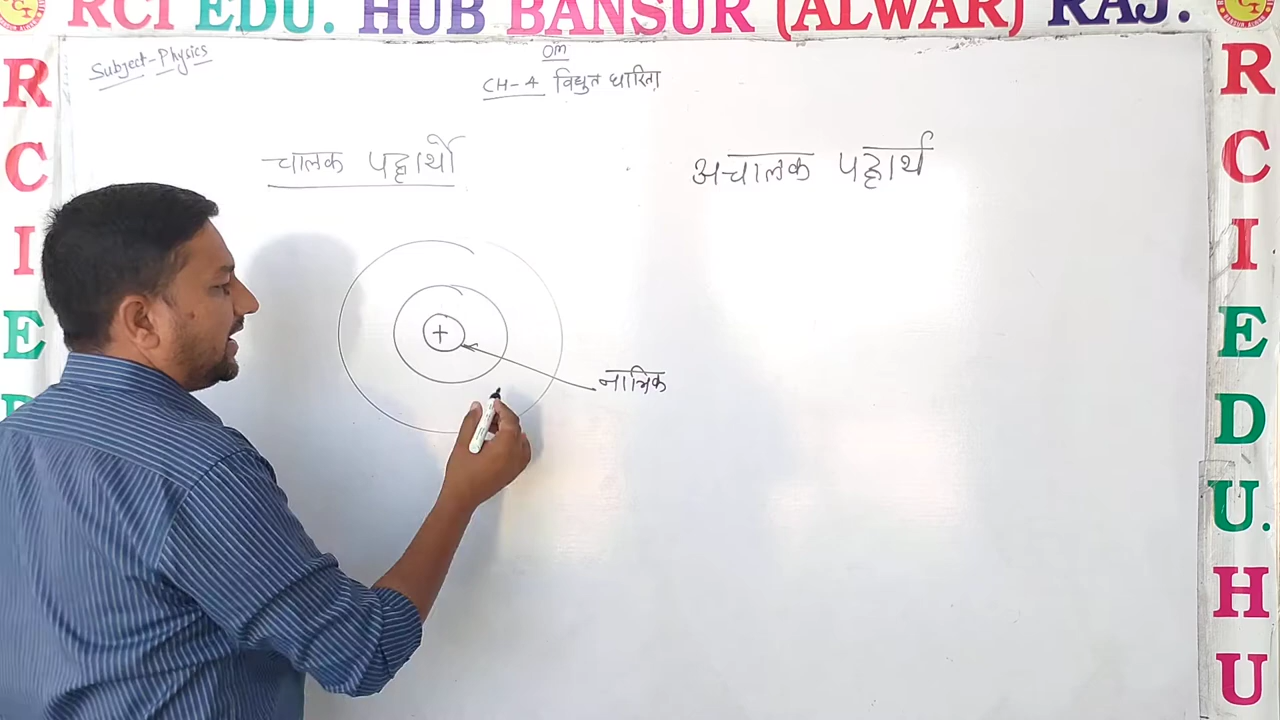 RCI EDU. HUB BANSUR (ALWAR) RAJ.
Subject-Physics
om
CH-4 विद्युत धारिता
चालक पदार्थो
अचालक पदार्थ
+
नाभिक
R
C
I
E
D
R
C
I
E
D
U.
H
U